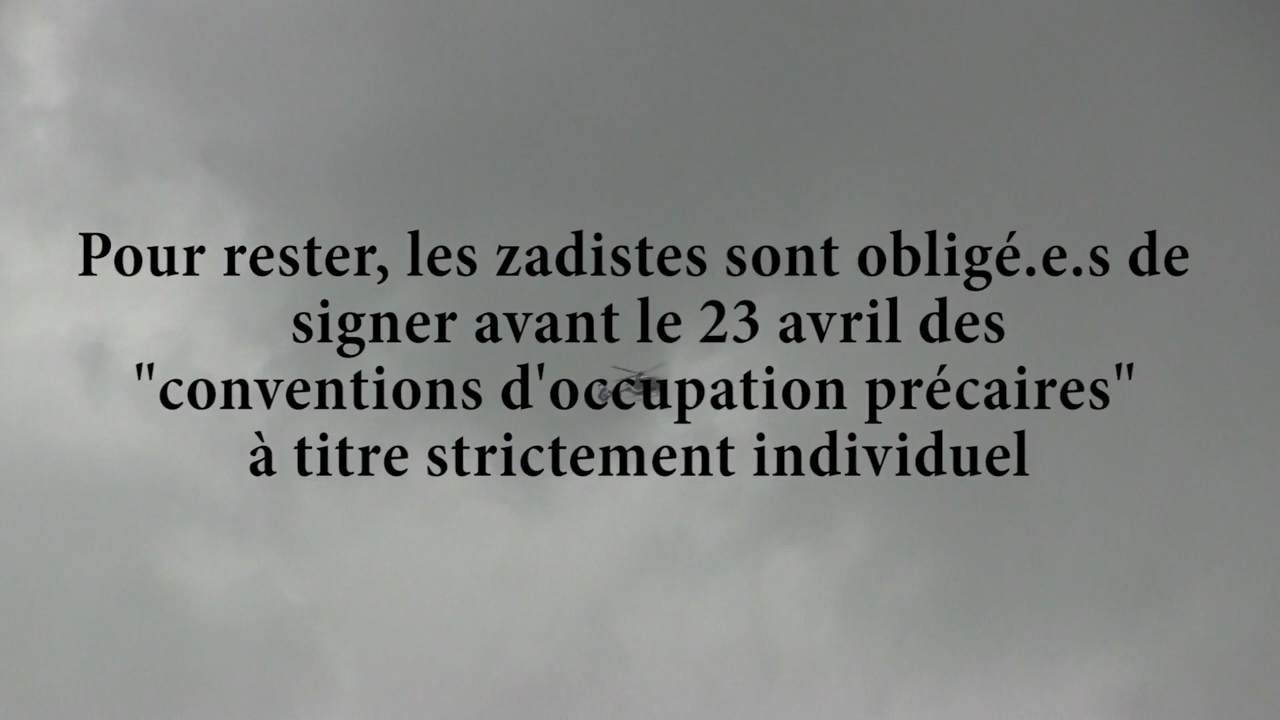 Pour rester, les zadistes sont obligé.e.s de
signer avant le 23 avril des
"conventions d'occupation précaires"
à titre strictement individuel